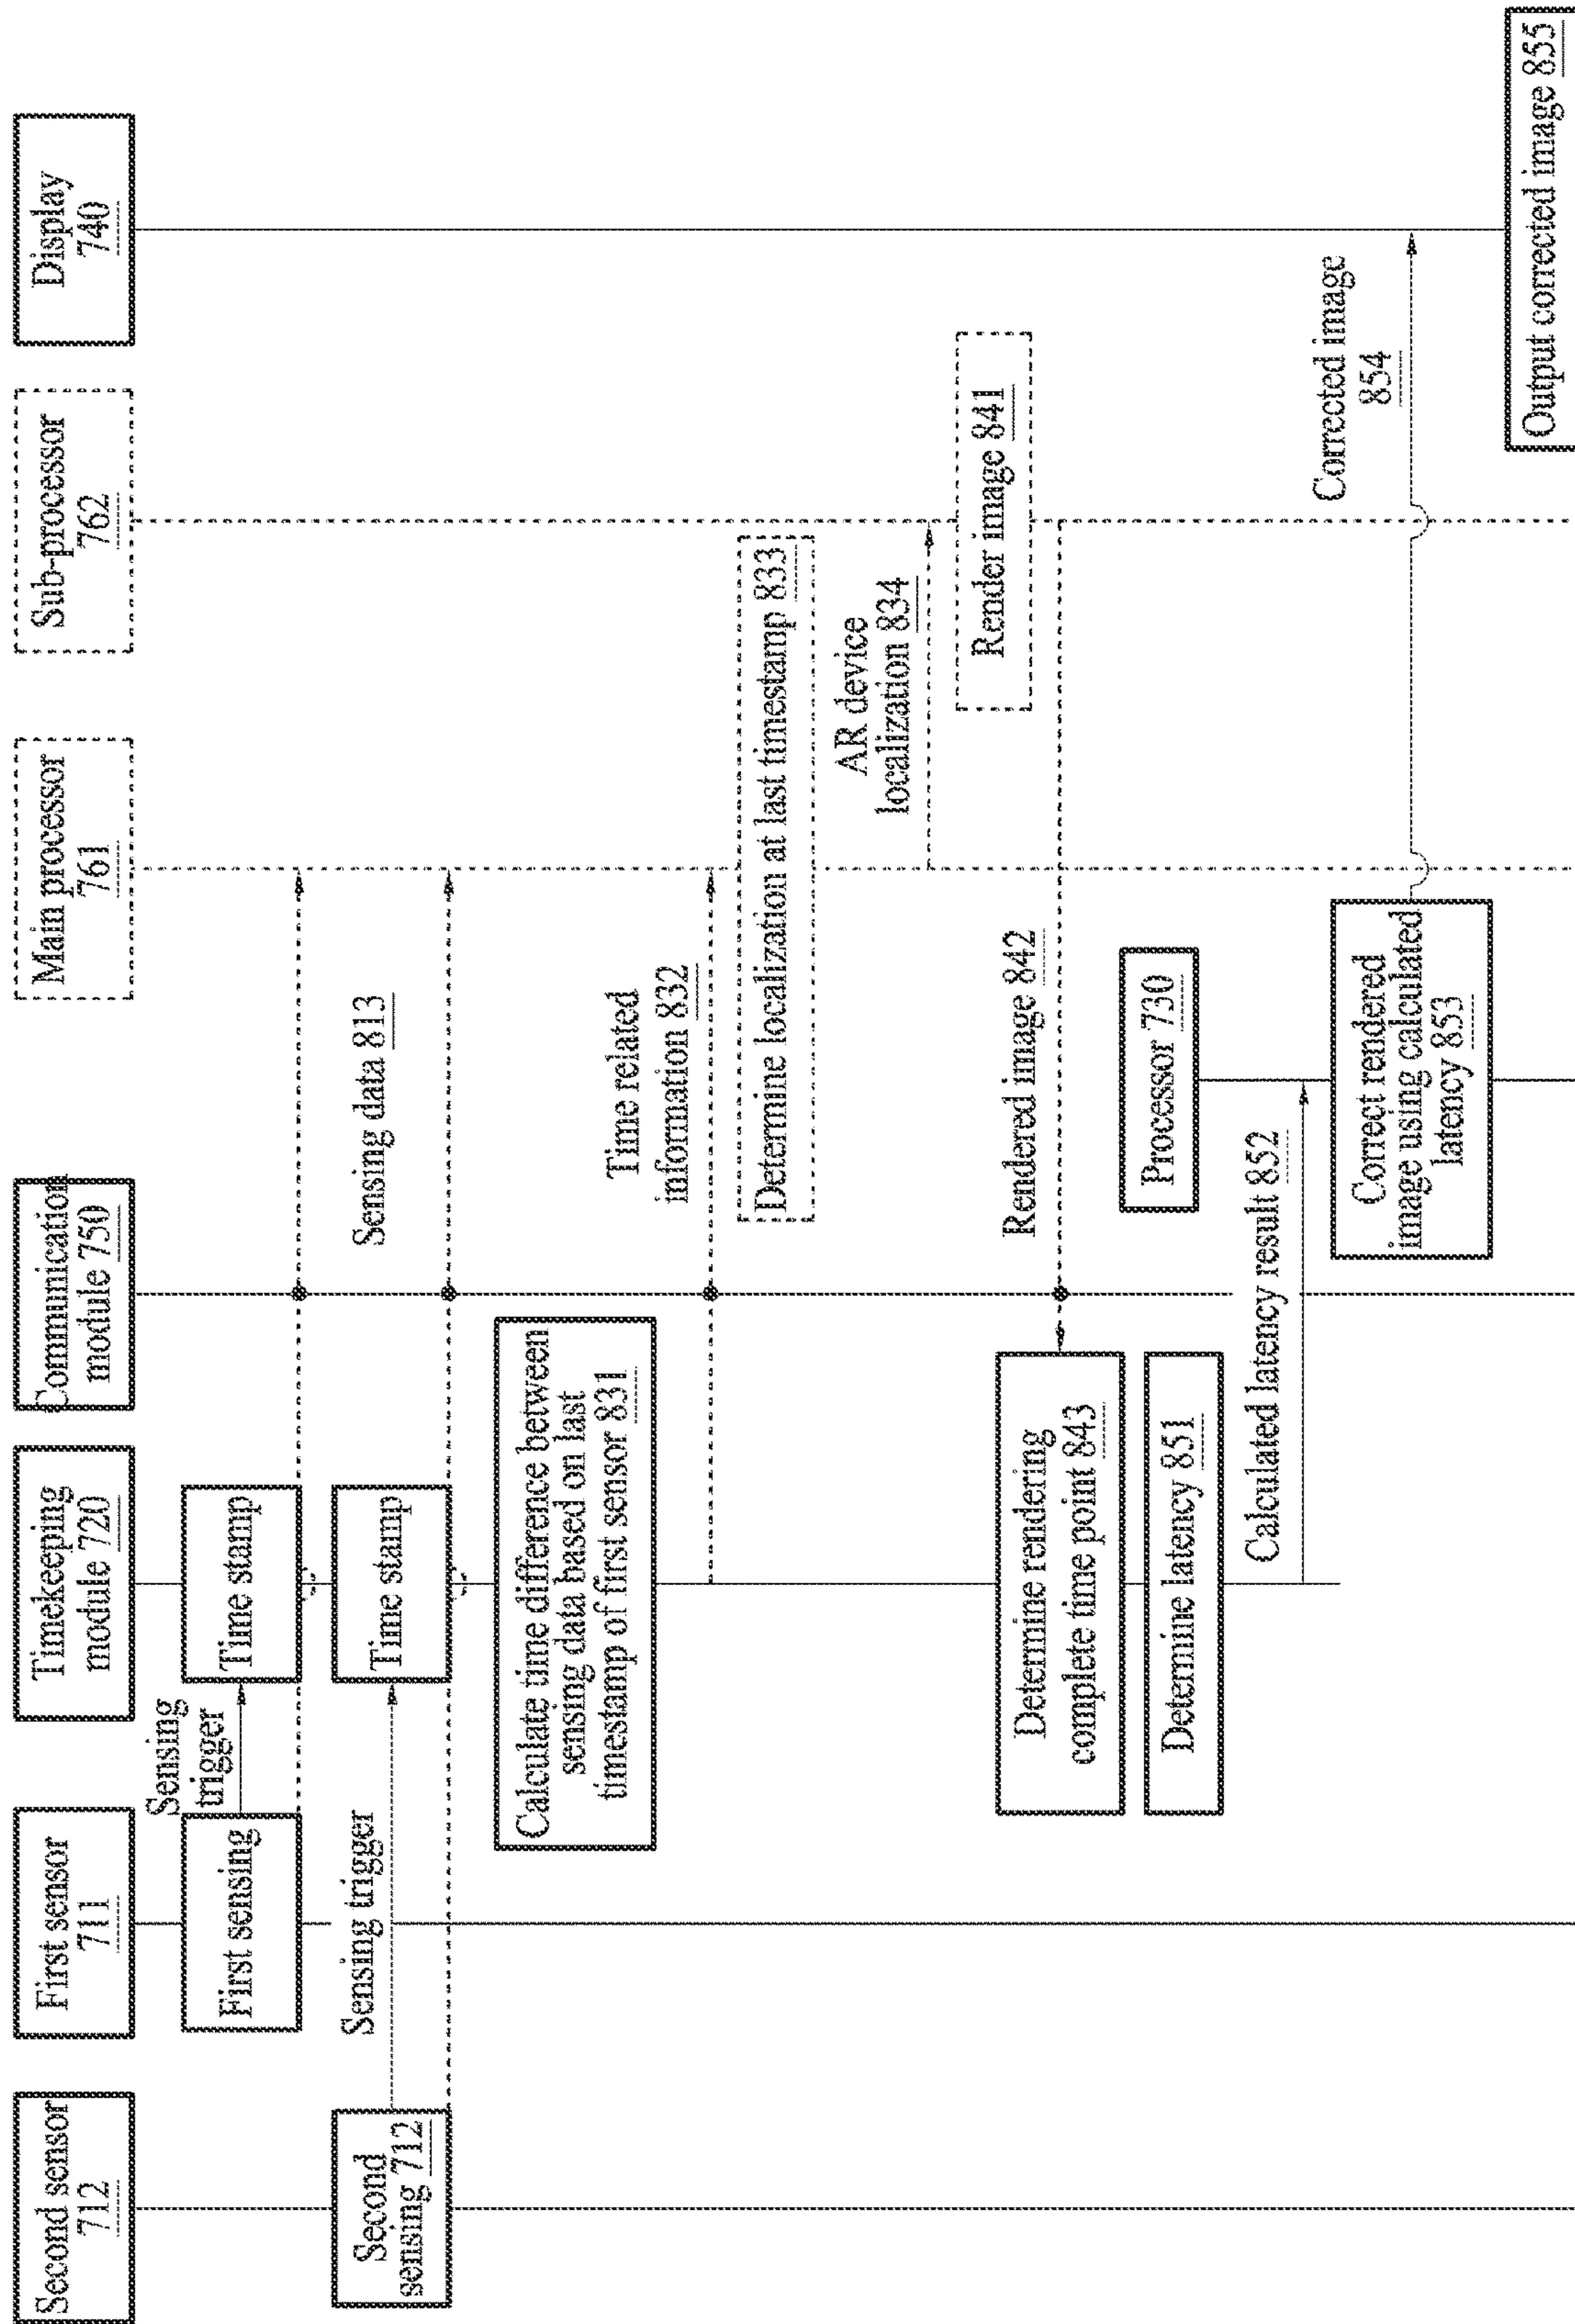 Second sensor
712
First sensor
711
Timekeeping
module 720
Communication
module 750
Main processor
761
Sub-processor
762
Display
740
Sensing
trigger
First sensing
Time stamp
Sensing trigger
Second
sensing 712
Time stamp
Sensing data 813
Calculate time difference between
sensing data based on last
timestamp of first sensor 831
Time related
information 832
Determine localization at last timestamp 833
AR device
localization 834
Render image 841
Rendered image 842
Determine rendering
complete time point 843
Determine latency 851
Processor 730
Calculated latency result 852
Correct rendered
image using calculated
latency 853
Corrected image
854
Output corrected image 855